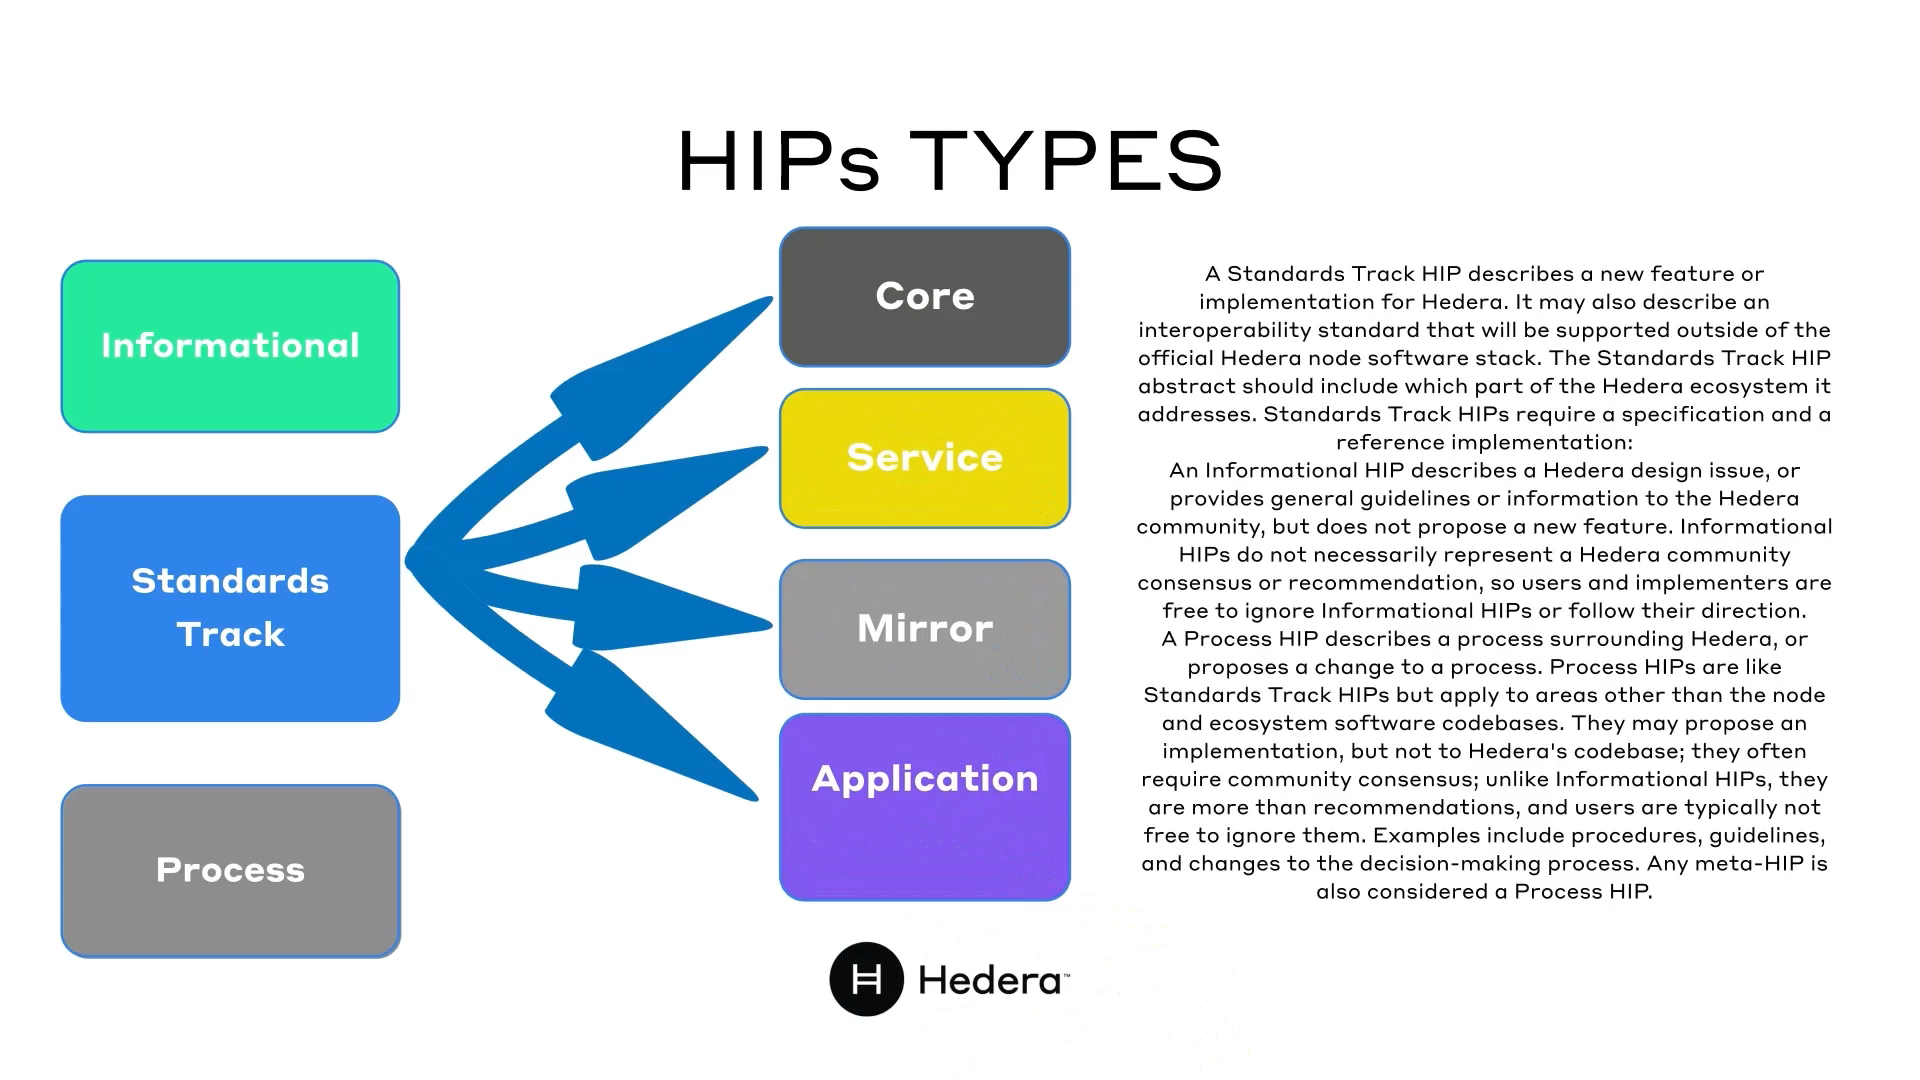 HIPs TYPES
Informational
Standards
Track
Process
Core
Service
Mirror
Application
A Standards Track HIP describes a new feature or
implementation for Hedera. It may also describe an
interoperability standard that will be supported outside of the
official Hedera node software stack. The Standards Track HIP
abstract should include which part of the Hedera ecosystem it
addresses. Standards Track HIPs require a specification and a
reference implementation:
An Informational HIP describes a Hedera design issue, or
provides general guidelines or information to the Hedera
community, but does not propose a new feature. Informational
HIPs do not necessarily represent a Hedera community
consensus or recommendation, so users and implementers are
free to ignore Informational HIPs or follow their direction.
A Process HIP describes a process surrounding Hedera, or
proposes a change to a process. Process HIPs are like
Standards Track HIPs but apply to areas other than the node
and ecosystem software codebases. They may propose an
implementation, but not to Hedera's codebase; they often
require community consensus; unlike Informational HIPs, they
are more than recommendations, and users are typically not
free to ignore them. Examples include procedures, guidelines,
and changes to the decision-making process. Any meta-HIP is
also considered a Process HIP.
H Hedera™